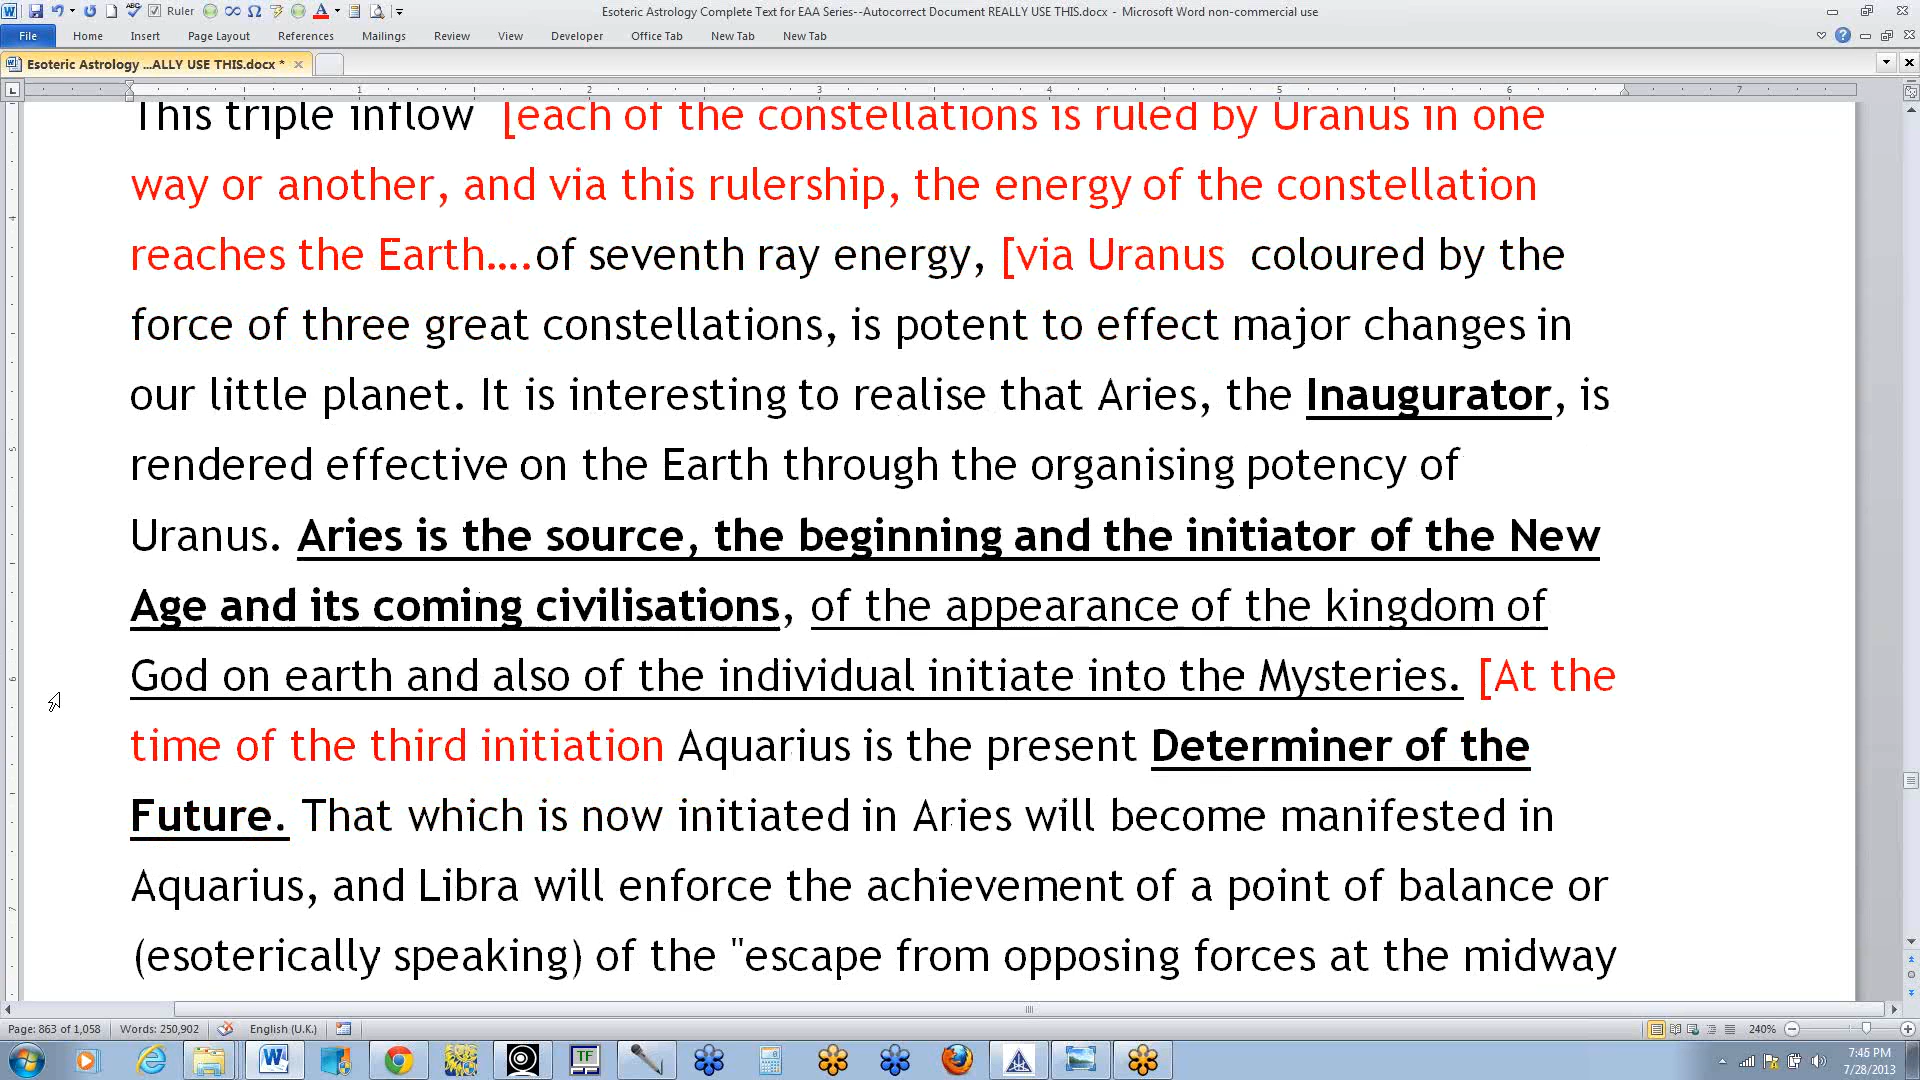 Ruler
Esoteric Astrology Complete Text for EAA Series--Autocorrect Document REALLY USE THIS.docx - Microsoft Word non-commercial use
File Home Insert Page Layout References Mailings Review View Developer Office Tab New Tab New Tab
Esoteric Astrology ...ALLY USE THIS.docx *
1 2 3 4 5 6 7
This triple inflow [each of the constellations is ruled by Uranus in one
way or another, and via this rulership, the energy of the constellation
reaches the Earth….of seventh ray energy, [via Uranus coloured by the
force of three great constellations, is potent to effect major changes in
our little planet. It is interesting to realise that Aries, the Inaugurator, is
rendered effective on the Earth through the organising potency of
Uranus. Aries is the source, the beginning and the initiator of the New
Age and its coming civilisations, of the appearance of the kingdom of
God on earth and also of the individual initiate into the Mysteries. [At the
time of the third initiation Aquarius is the present Determiner of the
Future. That which is now initiated in Aries will become manifested in
Aquarius, and Libra will enforce the achievement of a point of balance or
(esoterically speaking) of the "escape from opposing forces at the midway
Page: 863 of 1,058 Words: 250,902 English (U.K.) 240%
TF
7:45 PM
7/28/2013